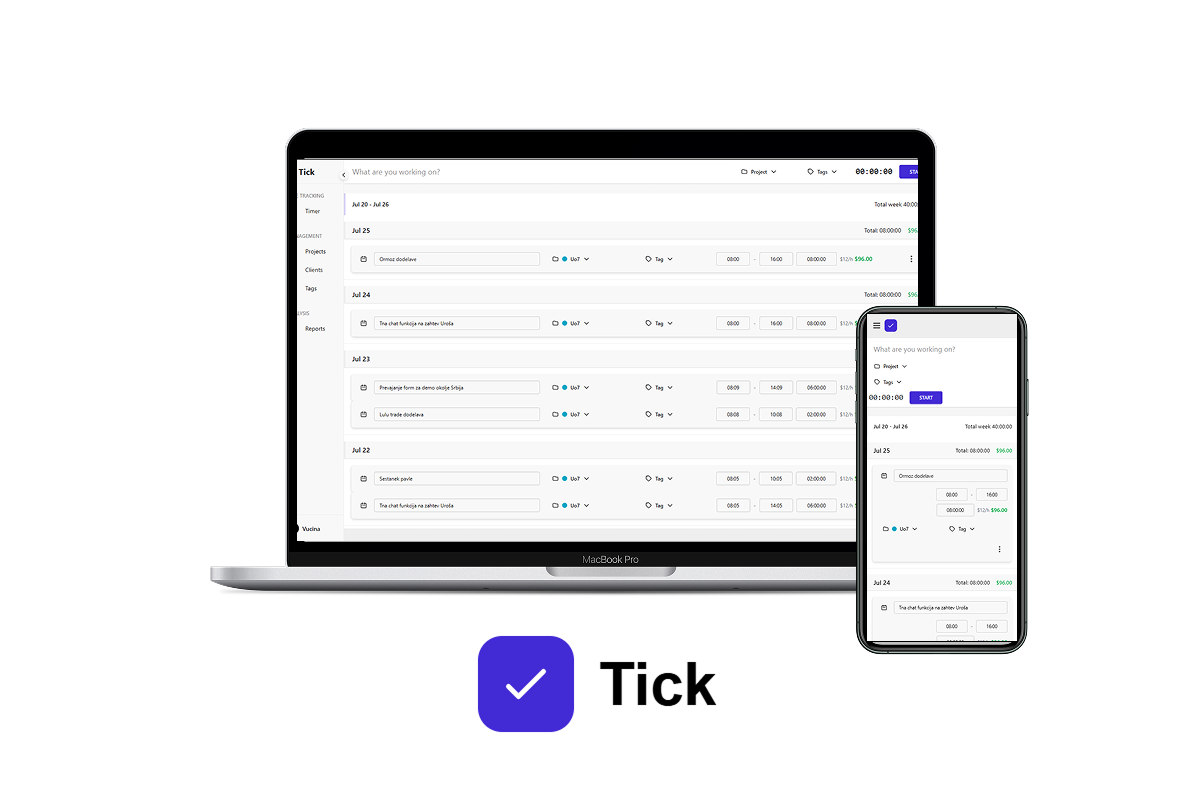 Tick
What are you working on?
Project
Tags
00:00:00
STA
TRACKING
Timer
Projects
Clients
Tags
Reports
Vucina
Jul 20 - Jul 26
Total week 40:00
Jul 25
Total: 08:00:00 $96
Ormoz dodelave Uo7 Tag 08:00 - 16:00 08:00:00 $12/h $96.00
Jul 24
Total: 08:00:00 $96
Tna chat funkcija na zahtev Uroša Uo7 Tag 08:00 - 16:00 08:00:00 $12/h
Jul 23
Prevajanje form za demo okolje Srbija Uo7 Tag 08:09 - 14:09 06:00:00 $12/h
Lulu trade dodelava Uo7 Tag 08:08 - 10:08 02:00:00 $12/h
Jul 22
Sestanek pavle Uo7 Tag 08:05 - 10:05 02:00:00 $12/h
Tna chat funkcija na zahtev Uroša Uo7 Tag 08:05 - 14:05 06:00:00 $12/h
MacBook Pro
What are you working on?
Project
Tags
00:00:00 START
Jul 20 - Jul 26 Total week 40:00:00
Jul 25 Total: 08:00:00 $96.00
Ormoz dodelave
08:00 - 16:00
08:00:00 $12/h $96.00
Uo7 Tag
Jul 24 Total: 08:00:00 $96.00
Tna chat funkcija na zahtev Uroša
08:00 - 16:00
Tick